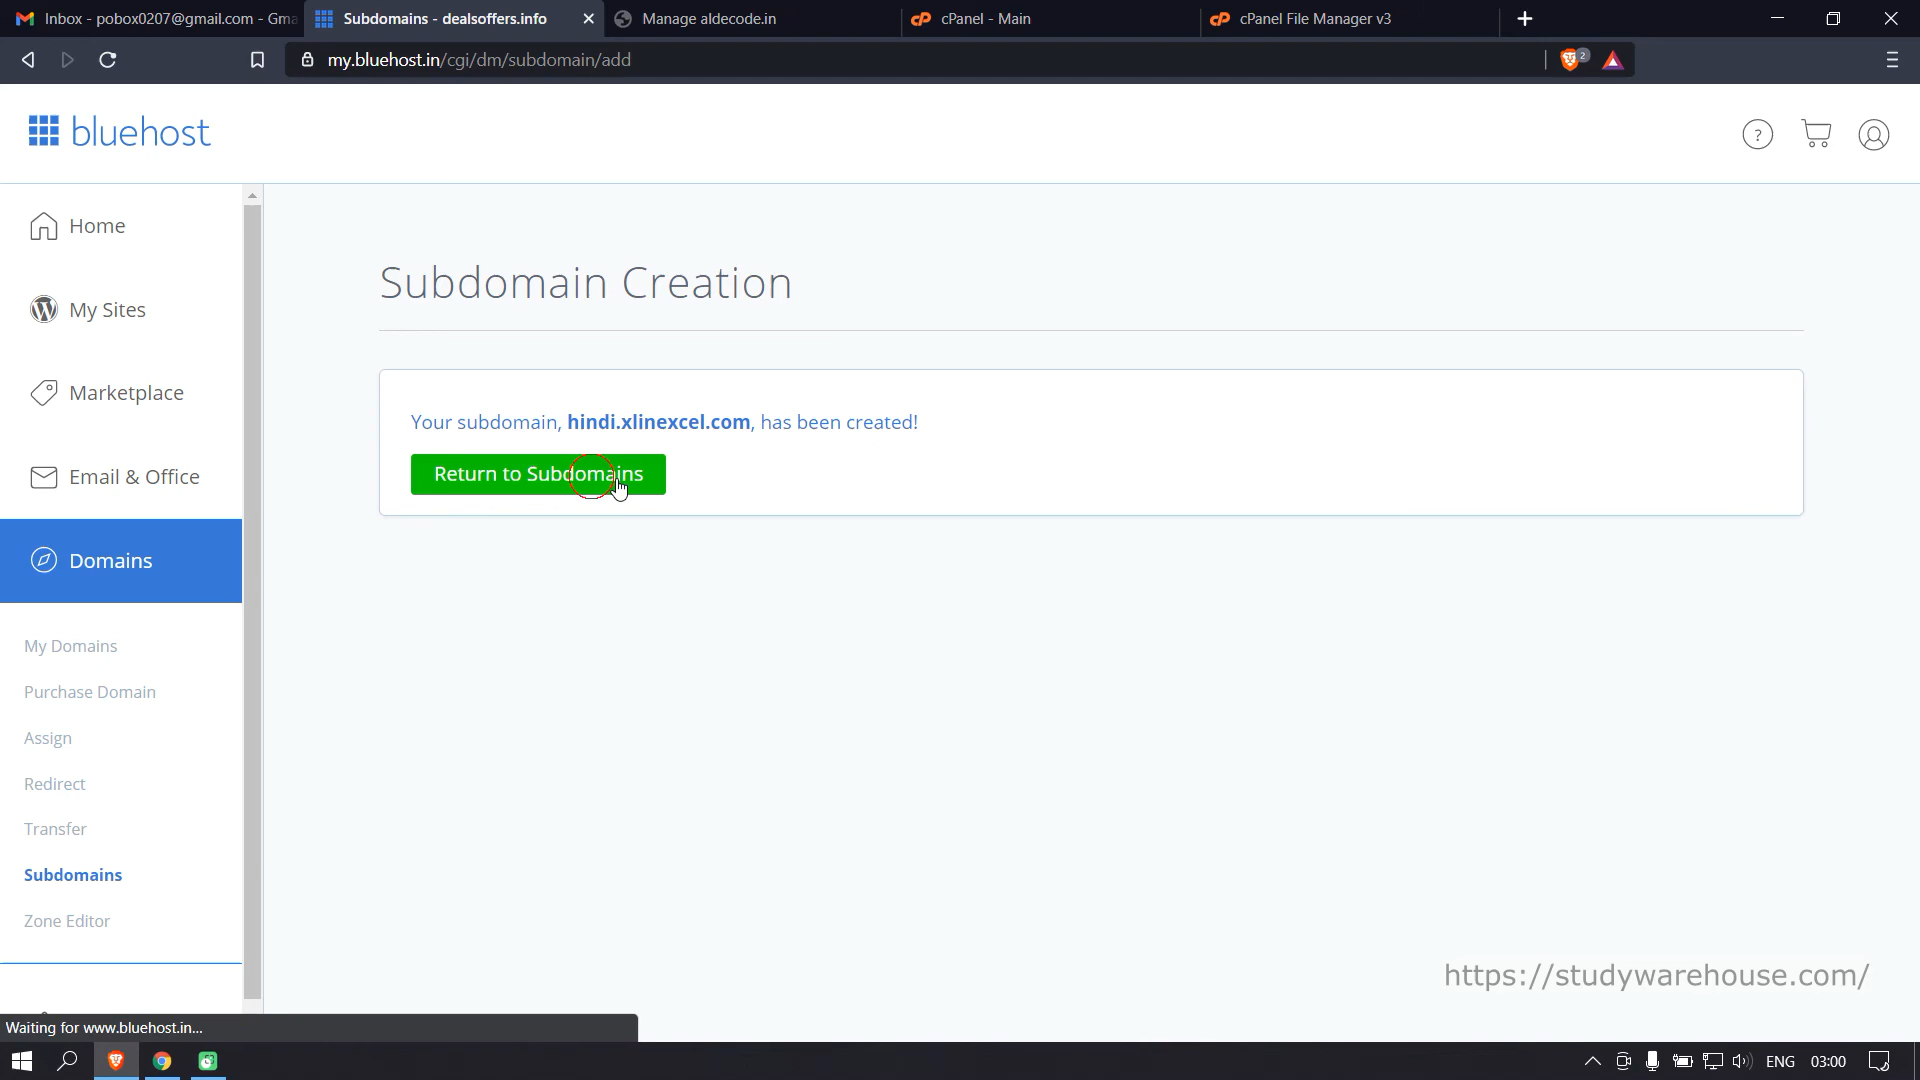 Inbox - pobox0207@gmail.com - Gma
Subdomains - dealsoffers.info
Manage aldecode.in
cPanel - Main
cPanel File Manager v3
my.bluehost.in/cgi/dm/subdomain/add
2
bluehost
?
Home
My Sites
Marketplace
Email & Office
Domains
My Domains
Purchase Domain
Assign
Redirect
Transfer
Subdomains
Zone Editor
Subdomain Creation
Your subdomain, hindi.xlinexcel.com, has been created!
Return to Subdomains
https://studywarehouse.com/
Waiting for www.bluehost.in...
ENG
03:00